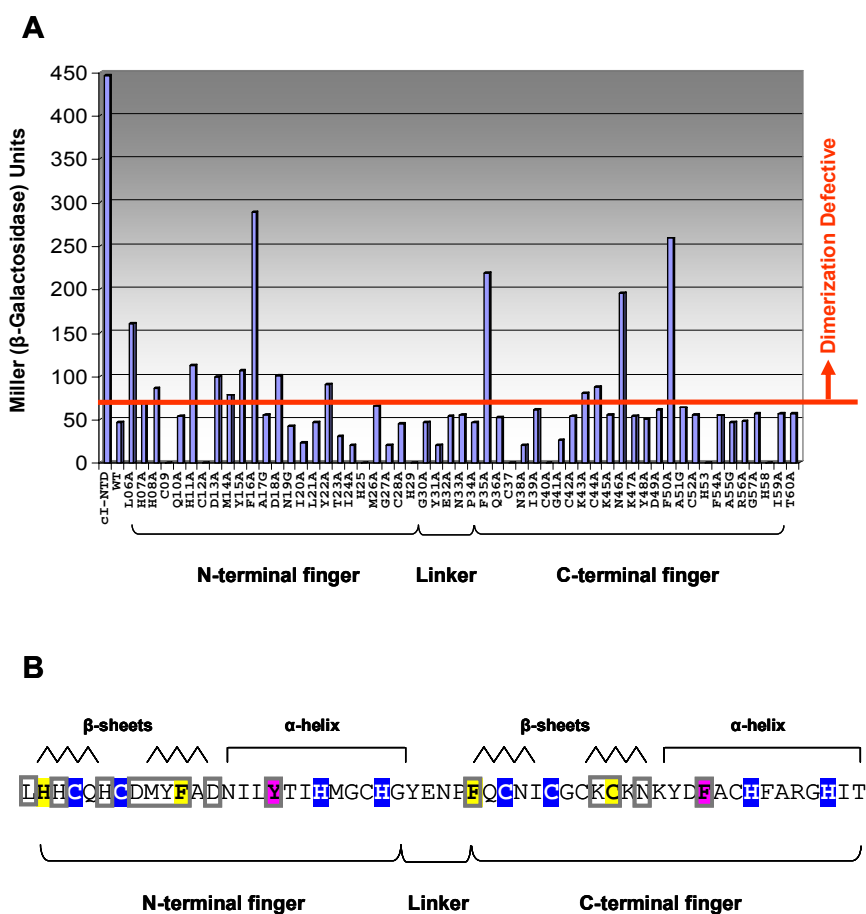 A
Miller (β-Galactosidase) Units
450
400
350
300
250
200
150
100
50
0
Dimerization Defective
cI-NTD
WT
L06A
H07A
H08A
C09
Q10A
H11A
C12A
D13A
M14A
Y15A
F16A
A17G
D18A
N19G
I20A
L21A
Y22A
T23A
I24A
H25
M26A
G27A
C28A
H29
G30A
Y31A
E32A
N33A
P34A
F35A
Q36A
C37
N38A
I39A
C40A
G41A
C42A
K43A
C44A
K45A
N46A
K47A
Y48A
D49A
F50A
A51G
C52A
H53
F54A
A55G
R56A
G57A
H58
I59A
T60A
N-terminal finger Linker C-terminal finger
B
β-sheets α-helix β-sheets α-helix
LHHCQHCDMYFADNILYTIHMGCHGYENPFQCNICGCKCKNKYDFACHFARGHIT
N-terminal finger Linker C-terminal finger